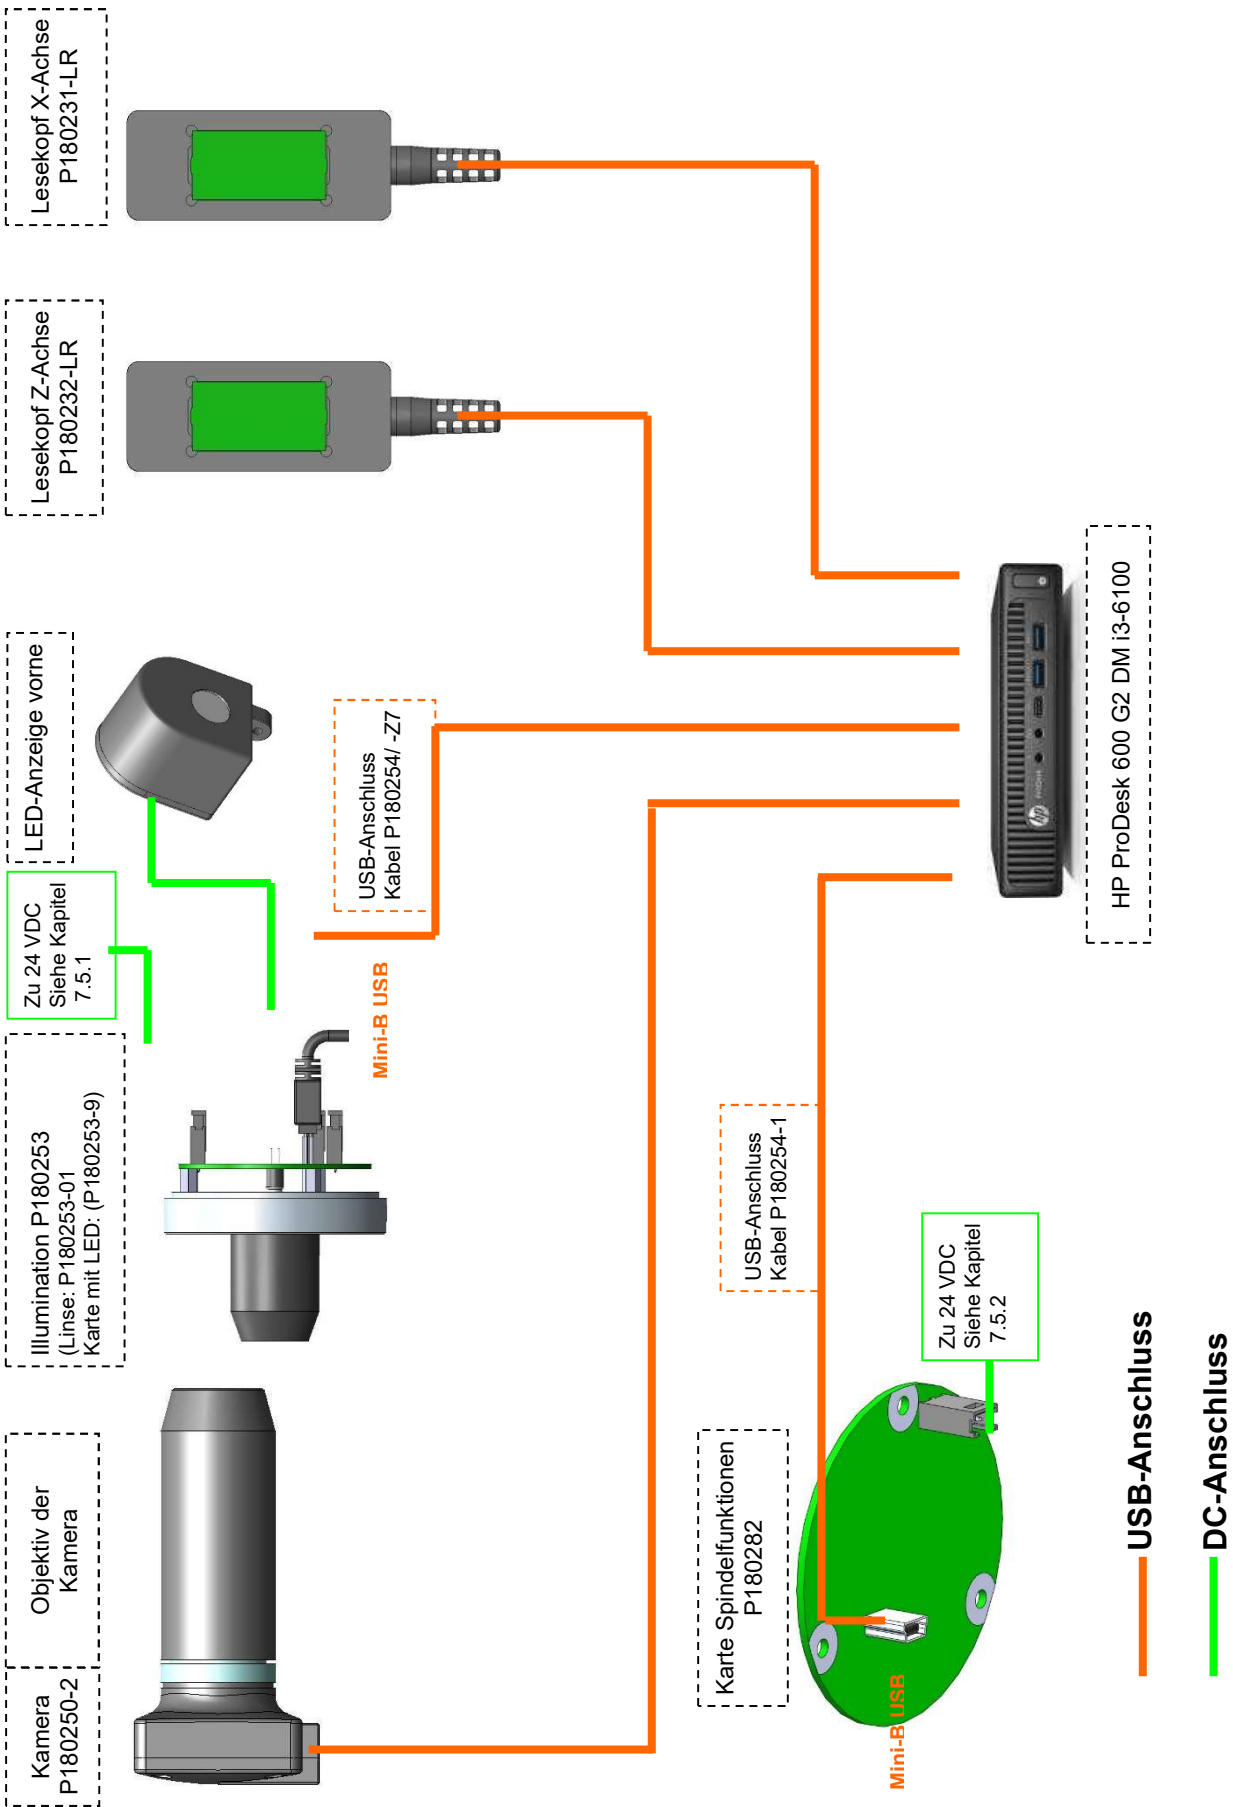 Kamera
P180250-2
Objektiv der
Kamera
Illumination P180253
(Linse: P180253-01
Karte mit LED: (P180253-9)
Zu 24 VDC
Siehe Kapitel
7.5.1
LED-Anzeige vorne
Lesekopf Z-Achse
P180232-LR
Lesekopf X-Achse
P180231-LR
Mini-B USB
USB-Anschluss
Kabel P180254/ -Z7
Karte Spindelfunktionen
P180282
USB-Anschluss
Kabel P180254-1
Mini-B USB
Zu 24 VDC
Siehe Kapitel
7.5.2
hp ProDesk
HP ProDesk 600 G2 DM i3-6100
USB-Anschluss
DC-Anschluss